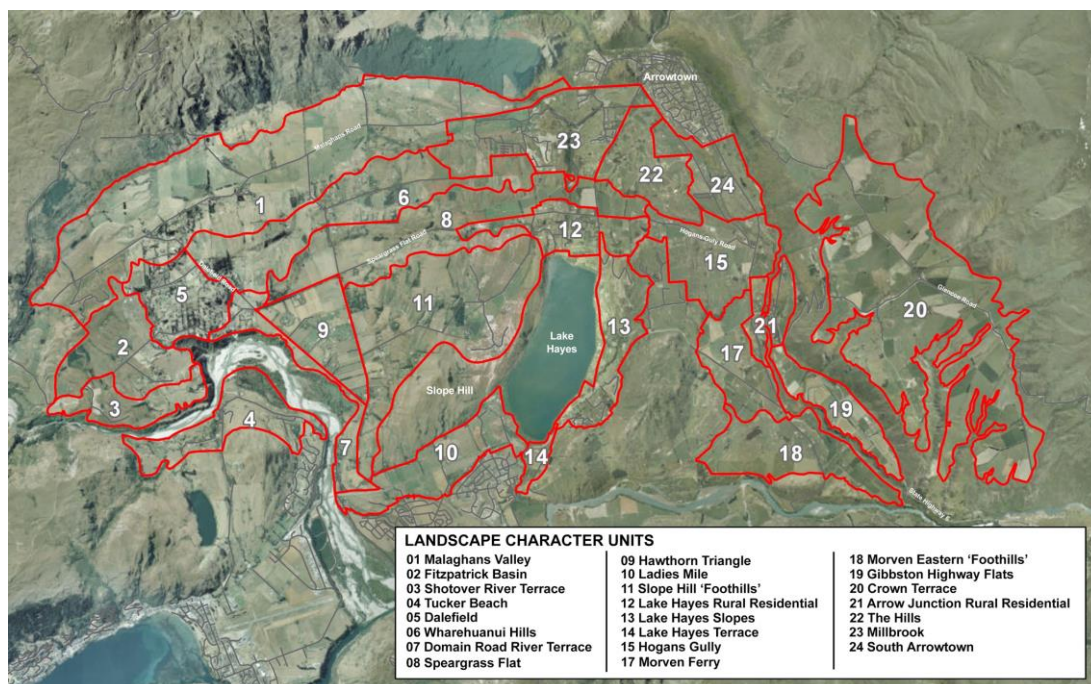 Arrowtown
Malaghans Road
23
22
24
1
6
8
12
Speargrass Flat Road
Hogans Gully Road
15
5
11
9
Lake
Hayes
13
21
20
Glencoe Road
2
17
Slope Hill
3
4
19
7
10
14
18
State Highway 6
LANDSCAPE CHARACTER UNITS
01 Malaghans Valley
02 Fitzpatrick Basin
03 Shotover River Terrace
04 Tucker Beach
05 Dalefield
06 Wharehuanui Hills
07 Domain Road River Terrace
08 Speargrass Flat
09 Hawthorn Triangle
10 Ladies Mile
11 Slope Hill ‘Foothills’
12 Lake Hayes Rural Residential
13 Lake Hayes Slopes
14 Lake Hayes Terrace
15 Hogans Gully
17 Morven Ferry
18 Morven Eastern ‘Foothills’
19 Gibbston Highway Flats
20 Crown Terrace
21 Arrow Junction Rural Residential
22 The Hills
23 Millbrook
24 South Arrowtown